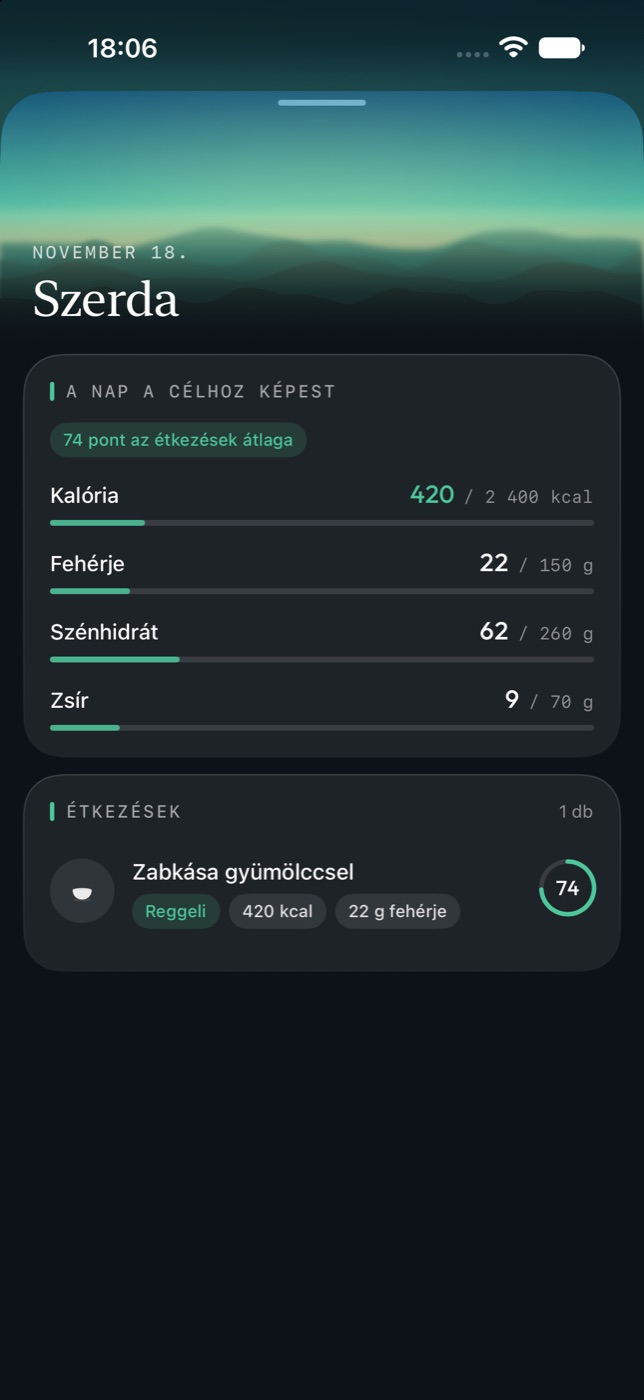 18:06
NOVEMBER 18.
Szerda
A NAP A CÉLHOZ KÉPEST
74 pont az étkezések átlaga
Kalória 420 / 2 400 kcal
Fehérje 22 / 150 g
Szénhidrát 62 / 260 g
Zsír 9 / 70 g
ÉTKEZÉSEK 1 db
Zabkása gyümölccsel
Reggeli 420 kcal 22 g fehérje 74